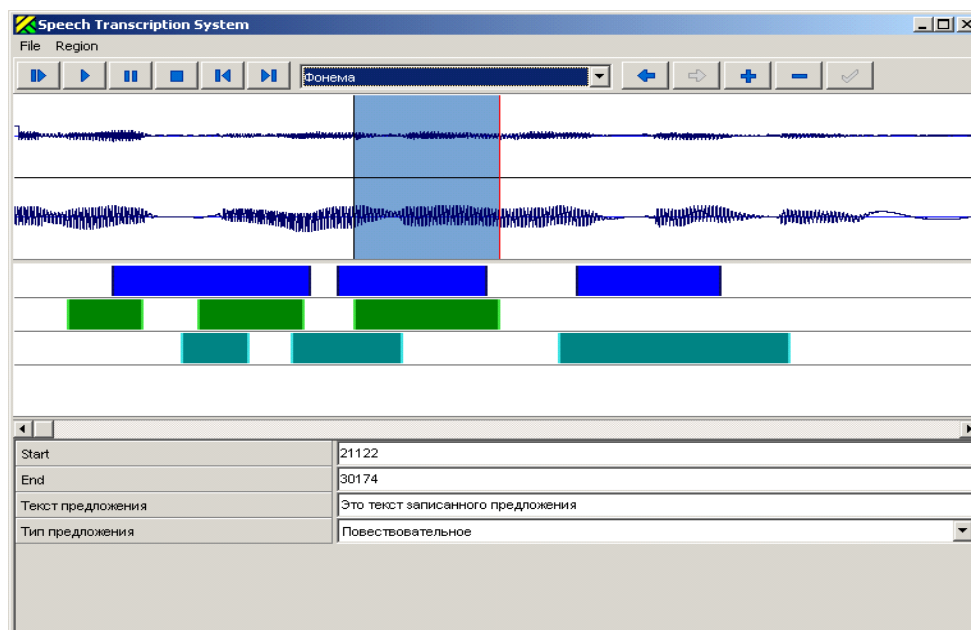 Speech Transcription System
File Region
Фонема
Start 21122
End 30174
Текст предложения Это текст записанного предложения
Тип предложения Повествовательное